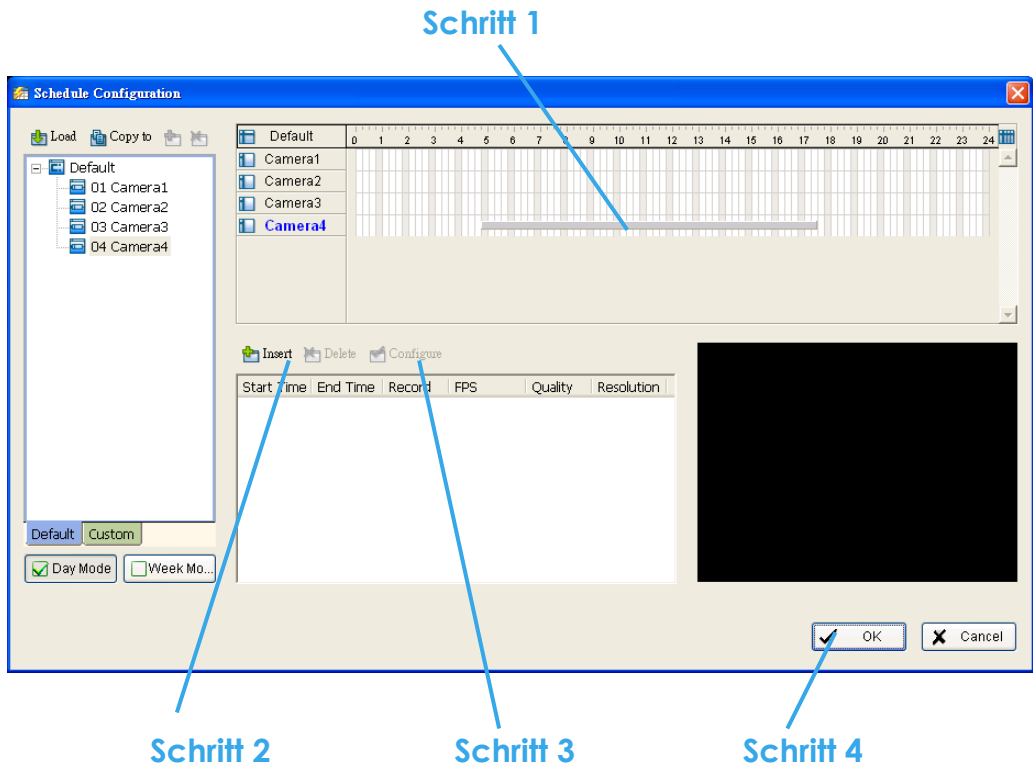 Schritt 1
Schedule Configuration
Load Copy to
Default 0 1 2 3 4 5 6 7 8 9 10 11 12 13 14 15 16 17 18 19 20 21 22 23 24
Default
Camera1
01 Camera1
Camera2
02 Camera2
Camera3
03 Camera3
Camera4
04 Camera4
Insert Delete Configure
Start Time End Time Record FPS Quality Resolution
Default Custom
Day Mode Week Mo...
OK Cancel
Schritt 2 Schritt 3 Schritt 4